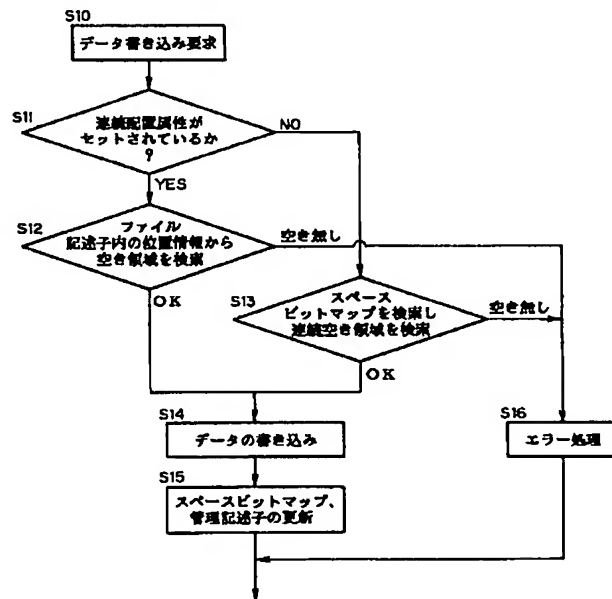 S10
データ書き込み要求
S11
連続配置属性が
セットされているか
?
NO
YES
S12
ファイル
記述子内の位置情報から
空き領域を検索
空き無し
OK
S13
スペース
ビットマップを検索し
連続空き領域を検索
空き無し
OK
S14
データの書き込み
S16
エラー処理
S15
スペースビットマップ、
管理記述子の更新